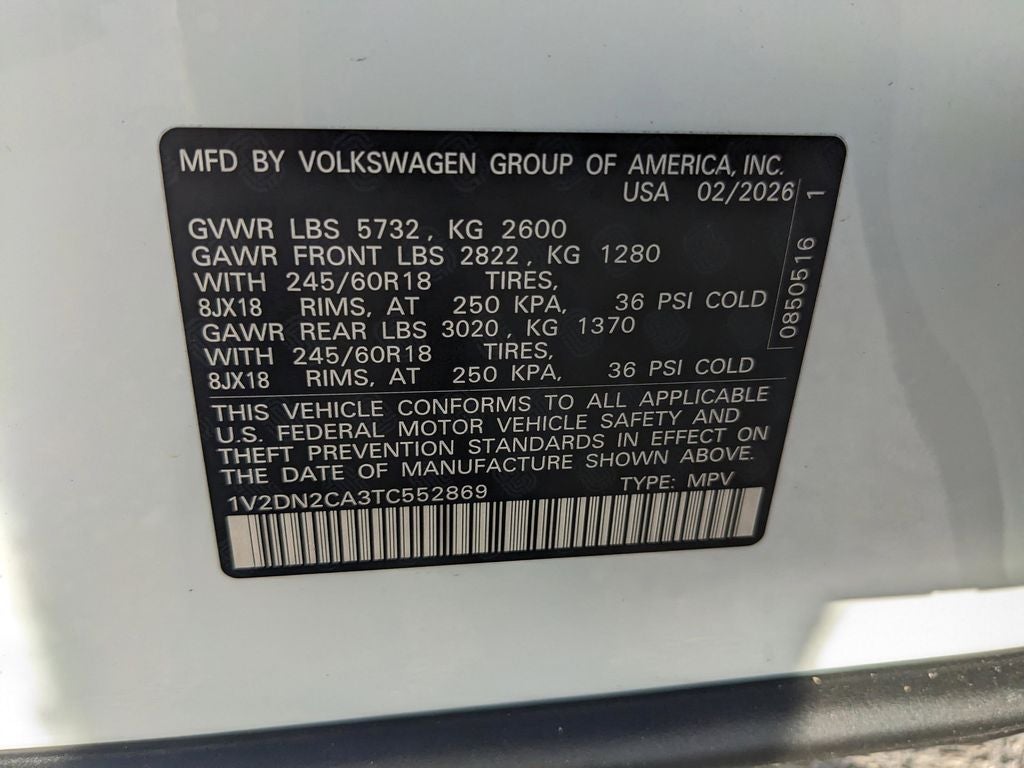 MFD BY VOLKSWAGEN GROUP OF AMERICA, INC.
USA 02/2026
GVWR LBS 5732, KG 2600
GAWR FRONT LBS 2822, KG 1280
WITH 245/60R18 TIRES,
8JX18 RIMS, AT 250 KPA, 36 PSI COLD
GAWR REAR LBS 3020, KG 1370
WITH 245/60R18 TIRES,
8JX18 RIMS, AT 250 KPA, 36 PSI COLD
0850516 1
THIS VEHICLE CONFORMS TO ALL APPLICABLE
U.S. FEDERAL MOTOR VEHICLE SAFETY AND
THEFT PREVENTION STANDARDS IN EFFECT ON
THE DATE OF MANUFACTURE SHOWN ABOVE.
1V2DN2CA3TC552869 TYPE: MPV